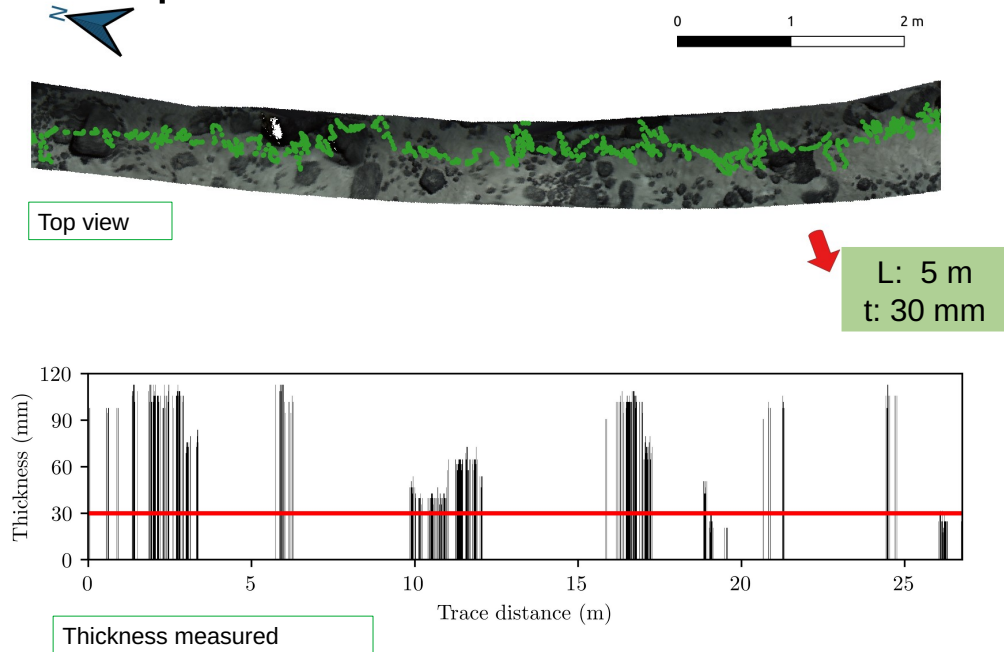 N
0 1 2 m
Top view
L: 5 m
t: 30 mm
120
90
60
30
0
Thickness (mm)
0 5 10 15 20 25
Trace distance (m)
Thickness measured